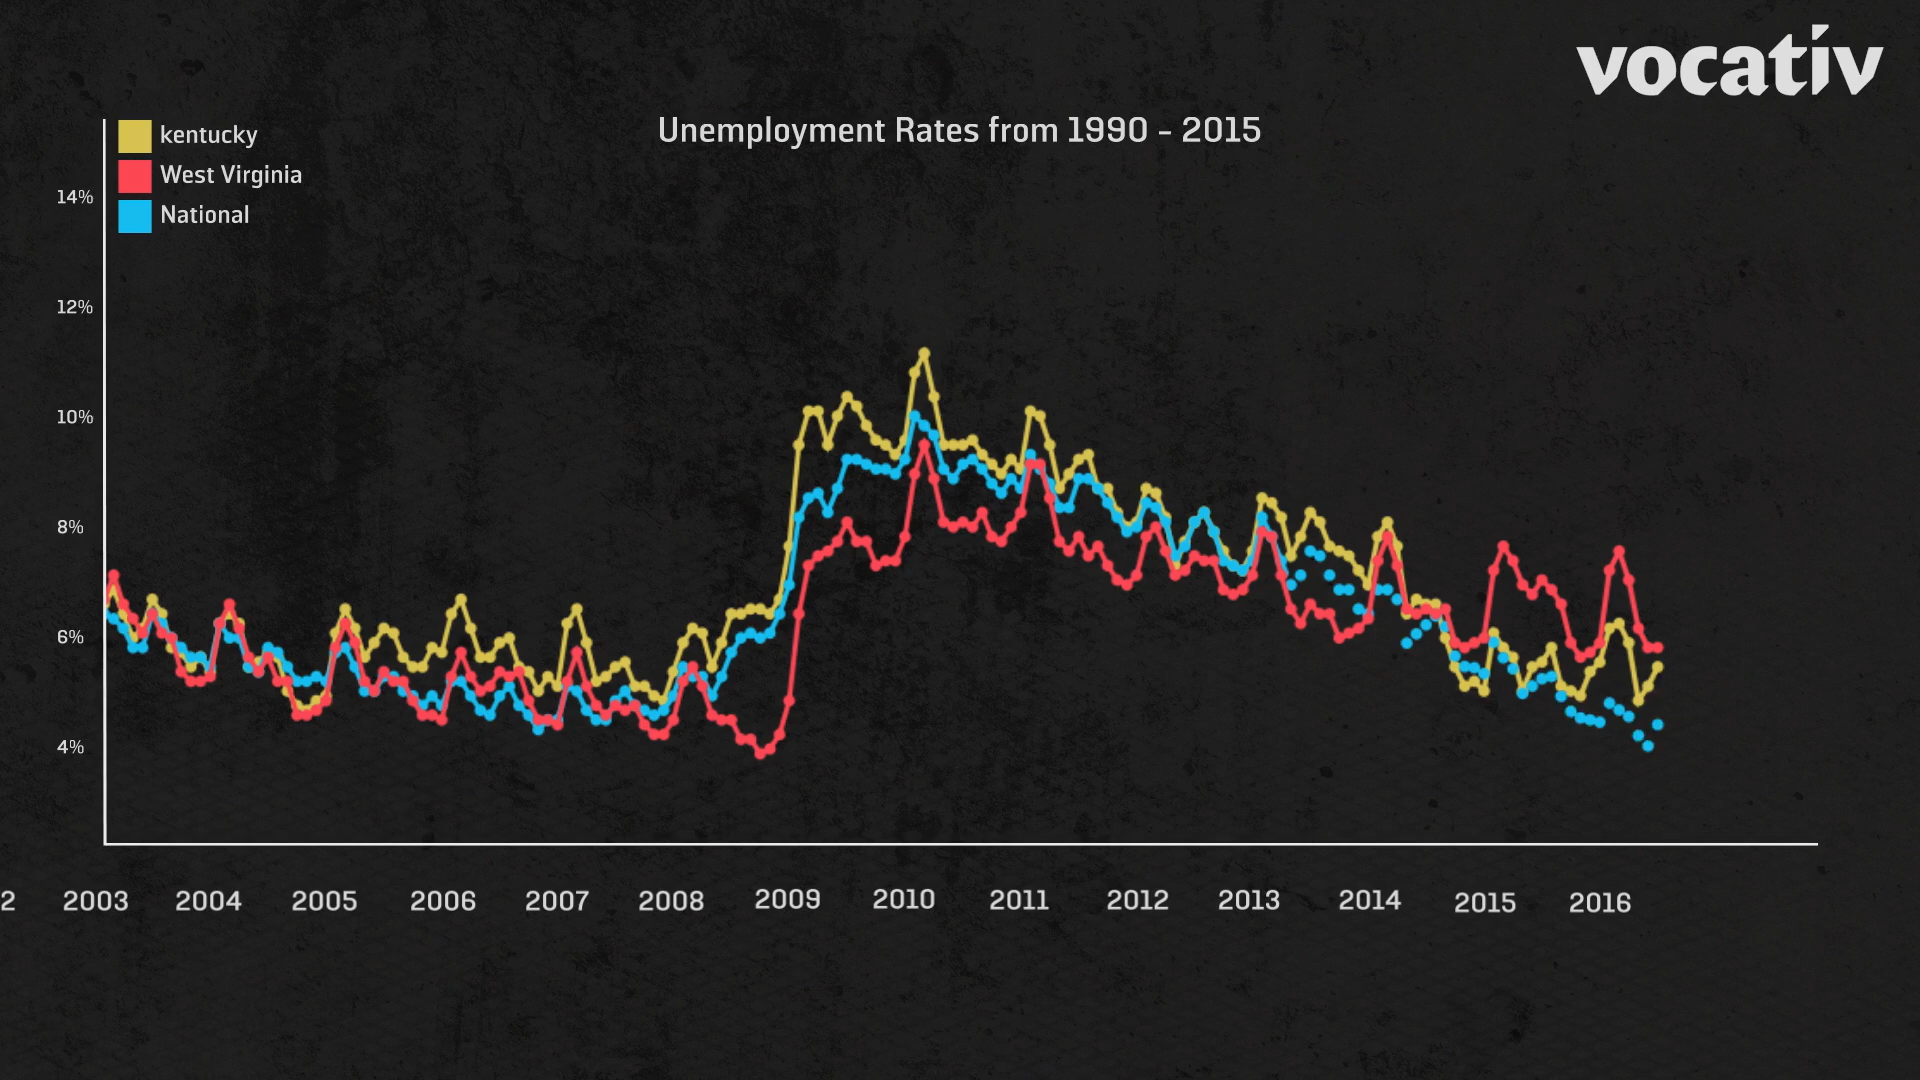 vocativ
Unemployment Rates from 1990 - 2015
kentucky
West Virginia
National
14%
12%
10%
8%
6%
4%
2 2003 2004 2005 2006 2007 2008 2009 2010 2011 2012 2013 2014 2015 2016